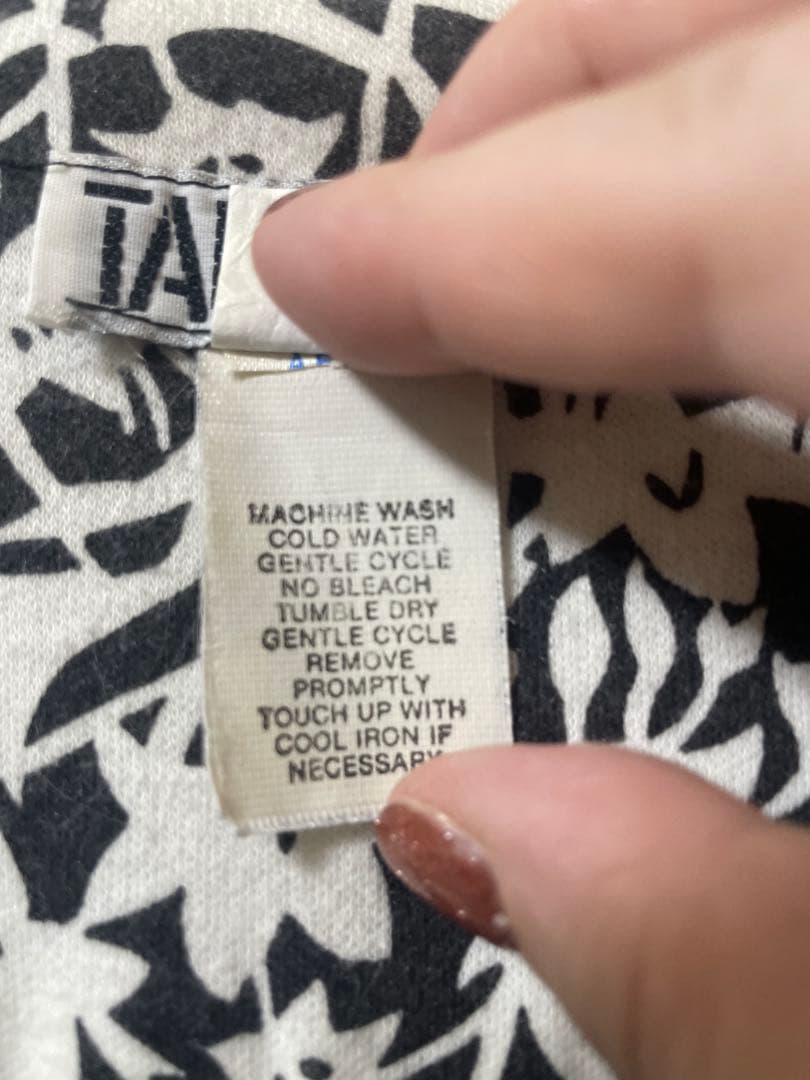 TA
MACHINE WASH
COLD WATER
GENTLE CYCLE
NO BLEACH
TUMBLE DRY
GENTLE CYCLE
REMOVE
PROMPTLY
TOUCH UP WITH
COOL IRON IF
NECESSARY